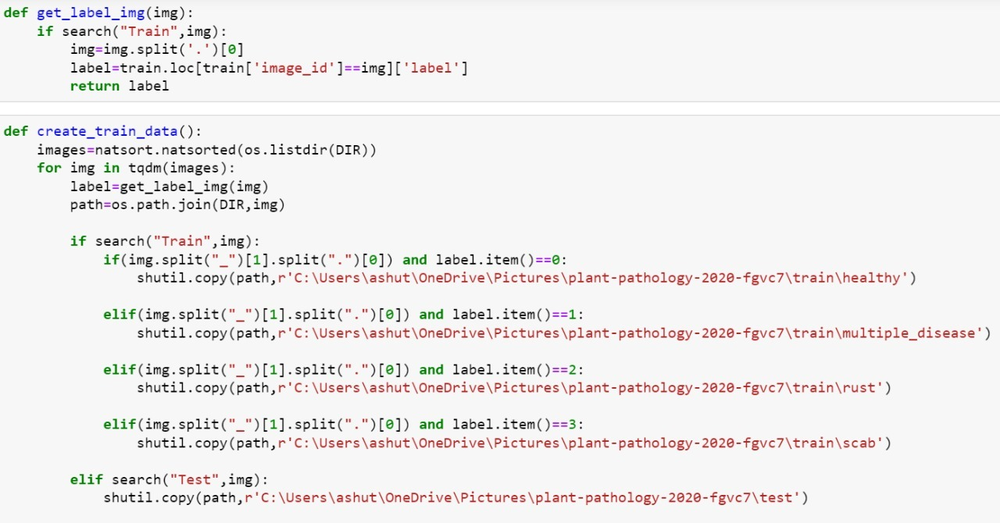 def get_label_img(img):
    if search("Train",img):
        img=img.split('.')[0]
        label=train.loc[train['image_id']==img]['label']
        return label
def create_train_data():
    images=natsort.natsorted(os.listdir(DIR))
    for img in tqdm(images):
        label=get_label_img(img)
        path=os.path.join(DIR,img)
        if search("Train",img):
            if(img.split("_")[1].split(".")[0]) and label.item()==0:
                shutil.copy(path,r'C:\Users\ashut\OneDrive\Pictures\plant-pathology-2020-fgvc7\train\healthy')
            elif(img.split("_")[1].split(".")[0]) and label.item()==1:
                shutil.copy(path,r'C:\Users\ashut\OneDrive\Pictures\plant-pathology-2020-fgvc7\train\multiple_disease')
            elif(img.split("_")[1].split(".")[0]) and label.item()==2:
                shutil.copy(path,r'C:\Users\ashut\OneDrive\Pictures\plant-pathology-2020-fgvc7\train\rust')
            elif(img.split("_")[1].split(".")[0]) and label.item()==3:
                shutil.copy(path,r'C:\Users\ashut\OneDrive\Pictures\plant-pathology-2020-fgvc7\train\scab')
        elif search("Test",img):
            shutil.copy(path,r'C:\Users\ashut\OneDrive\Pictures\plant-pathology-2020-fgvc7\test')